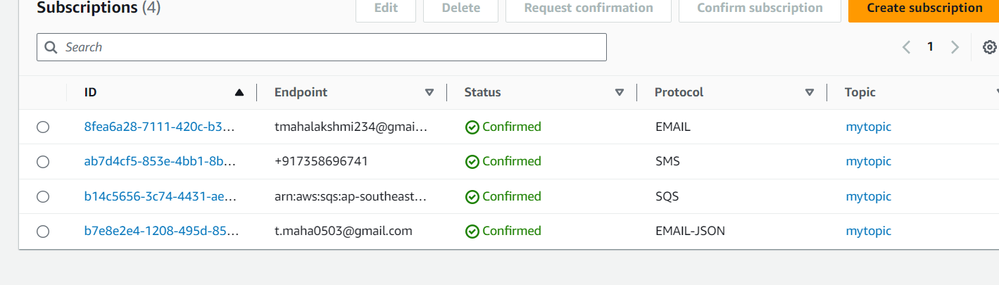 Subscriptions (4) Edit Delete Request confirmation Confirm subscription Create subscription
Search 1
ID Endpoint Status Protocol Topic
8fea6a28-7111-420c-b3... tmahalakshmi234@gmai... Confirmed EMAIL mytopic
ab7d4cf5-853e-4bb1-8b... +917358696741 Confirmed SMS mytopic
b14c5656-3c74-4431-ae... arn:aws:sqs:ap-southeast... Confirmed SQS mytopic
b7e8e2e4-1208-495d-85... t.maha0503@gmail.com Confirmed EMAIL-JSON mytopic